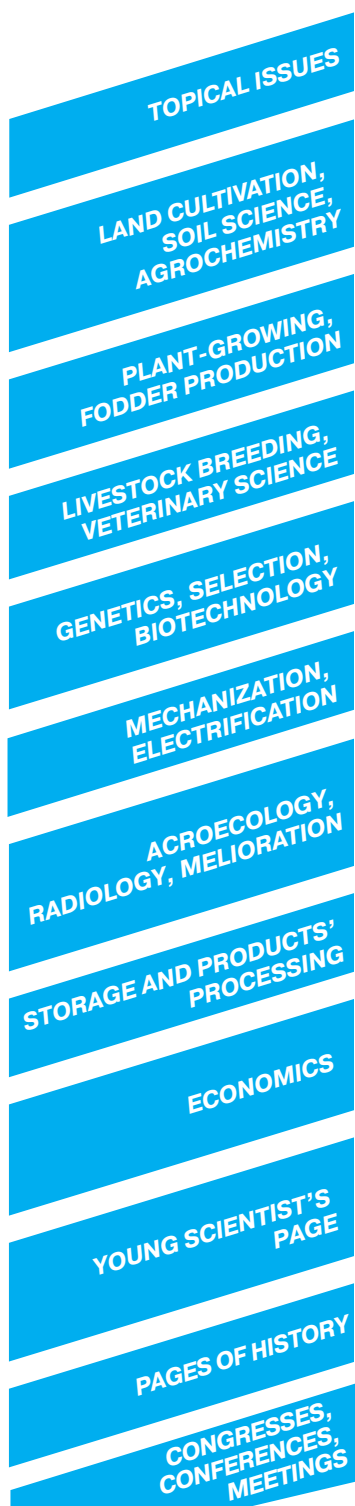 TOPICAL ISSUES
LAND CULTIVATION,
SOIL SCIENCE,
AGROCHEMISTRY
PLANT-GROWING,
FODDER PRODUCTION
LIVESTOCK BREEDING,
VETERINARY SCIENCE
GENETICS, SELECTION,
BIOTECHNOLOGY
MECHANIZATION,
ELECTRIFICATION
ACROECOLOGY,
RADIOLOGY, MELIORATION
STORAGE AND PRODUCTS'
PROCESSING
ECONOMICS
YOUNG SCIENTIST'S
PAGE
PAGES OF HISTORY
CONGRESSES,
CONFERENCES,
MEETINGS